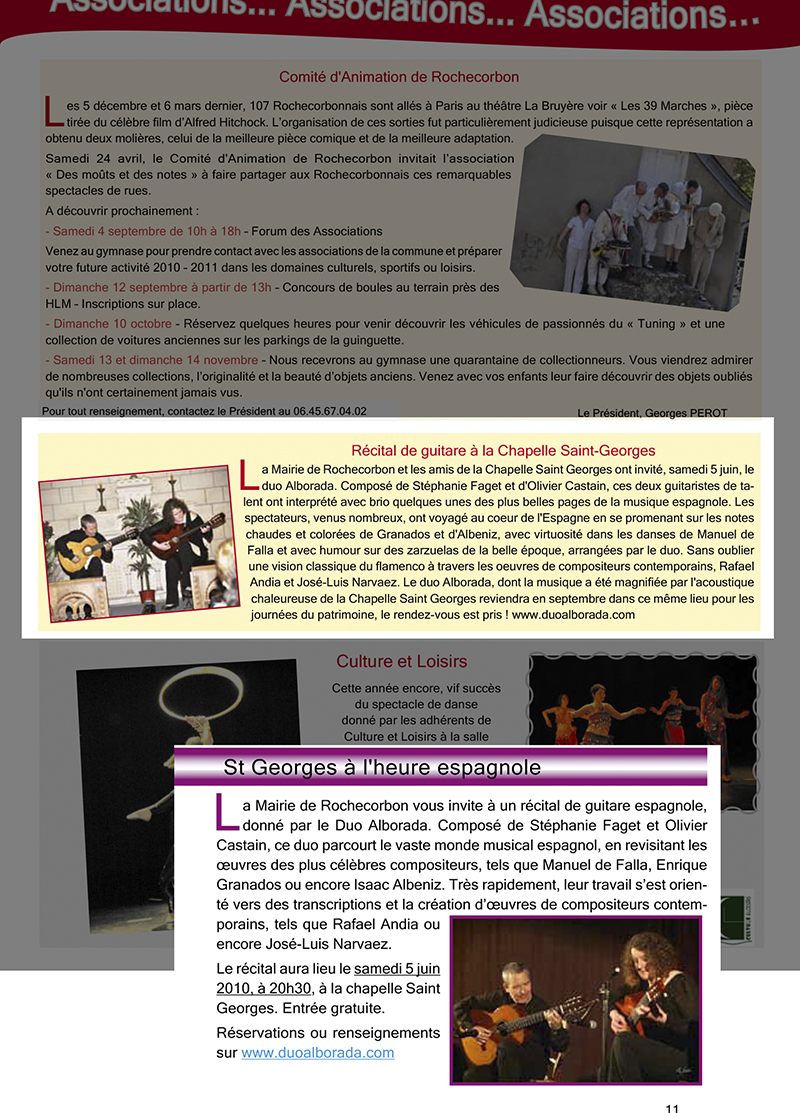 Associations... Associations... Associations...
Comité d'Animation de Rochecorbon
Les 5 décembre et 6 mars dernier, 107 Rochecorbonnais sont allés à Paris au théâtre La Bruyère voir « Les 39 Marches », pièce
tirée du célèbre film d'Alfred Hitchock. L'organisation de ces sorties fut particulièrement judicieuse puisque cette représentation a
obtenu deux molières, celui de la meilleure pièce comique et de la meilleure adaptation.
Samedi 24 avril, le Comité d'Animation de Rochecorbon invitait l'association
« Des moûts et des notes » à faire partager aux Rochecorbonnais ces remarquables
spectacles de rues.
A découvrir prochainement :
- Samedi 4 septembre de 10h à 18h - Forum des Associations
Venez au gymnase pour prendre contact avec les associations de la commune et préparer
votre future activité 2010 - 2011 dans les domaines culturels, sportifs ou loisirs.
- Dimanche 12 septembre à partir de 13h - Concours de boules au terrain près des
HLM - Inscriptions sur place.
- Dimanche 10 octobre - Réservez quelques heures pour venir découvrir les véhicules de passionnés du « Tuning » et une
collection de voitures anciennes sur les parkings de la guinguette.
- Samedi 13 et dimanche 14 novembre - Nous recevrons au gymnase une quarantaine de collectionneurs. Vous viendrez admirer
de nombreuses collections, l'originalité et la beauté d'objets anciens. Venez avec vos enfants leur faire découvrir des objets oubliés
qu'ils n'ont certainement jamais vus.
Pour tout renseignement, contactez le Président au 06.45.67.04.02
Le Président, Georges PEROT
Récital de guitare à la Chapelle Saint-Georges
La Mairie de Rochecorbon et les amis de la Chapelle Saint Georges ont invité, samedi 5 juin, le
duo Alborada. Composé de Stéphanie Faget et d'Olivier Castain, ces deux guitaristes de ta-
lent ont interprété avec brio quelques unes des plus belles pages de la musique espagnole. Les
spectateurs, venus nombreux, ont voyagé au coeur de l'Espagne en se promenant sur les notes
chaudes et colorées de Granados et d'Albeniz, avec virtuosité dans les danses de Manuel de
Falla et avec humour sur des zarzuelas de la belle époque, arrangées par le duo. Sans oublier
une vision classique du flamenco à travers les oeuvres de compositeurs contemporains, Rafael
Andia et José-Luis Narvaez. Le duo Alborada, dont la musique a été magnifiée par l'acoustique
chaleureuse de la Chapelle Saint Georges reviendra en septembre dans ce même lieu pour les
journées du patrimoine, le rendez-vous est pris ! www.duoalborada.com
Culture et Loisirs
Cette année encore, vif succès
du spectacle de danse
donné par les adhérents de
Culture et Loisirs à la salle
St Georges à l'heure espagnole
La Mairie de Rochecorbon vous invite à un récital de guitare espagnole,
donné par le Duo Alborada. Composé de Stéphanie Faget et Olivier
Castain, ce duo parcourt le vaste monde musical espagnol, en revisitant les
œuvres des plus célèbres compositeurs, tels que Manuel de Falla, Enrique
Granados ou encore Isaac Albeniz. Très rapidement, leur travail s'est orien-
té vers des transcriptions et la création d'œuvres de compositeurs contem-
porains, tels que Rafael Andia ou
encore José-Luis Narvaez.
Le récital aura lieu le samedi 5 juin
2010, à 20h30, à la chapelle Saint
Georges. Entrée gratuite.
Réservations ou renseignements
sur www.duoalborada.com
11